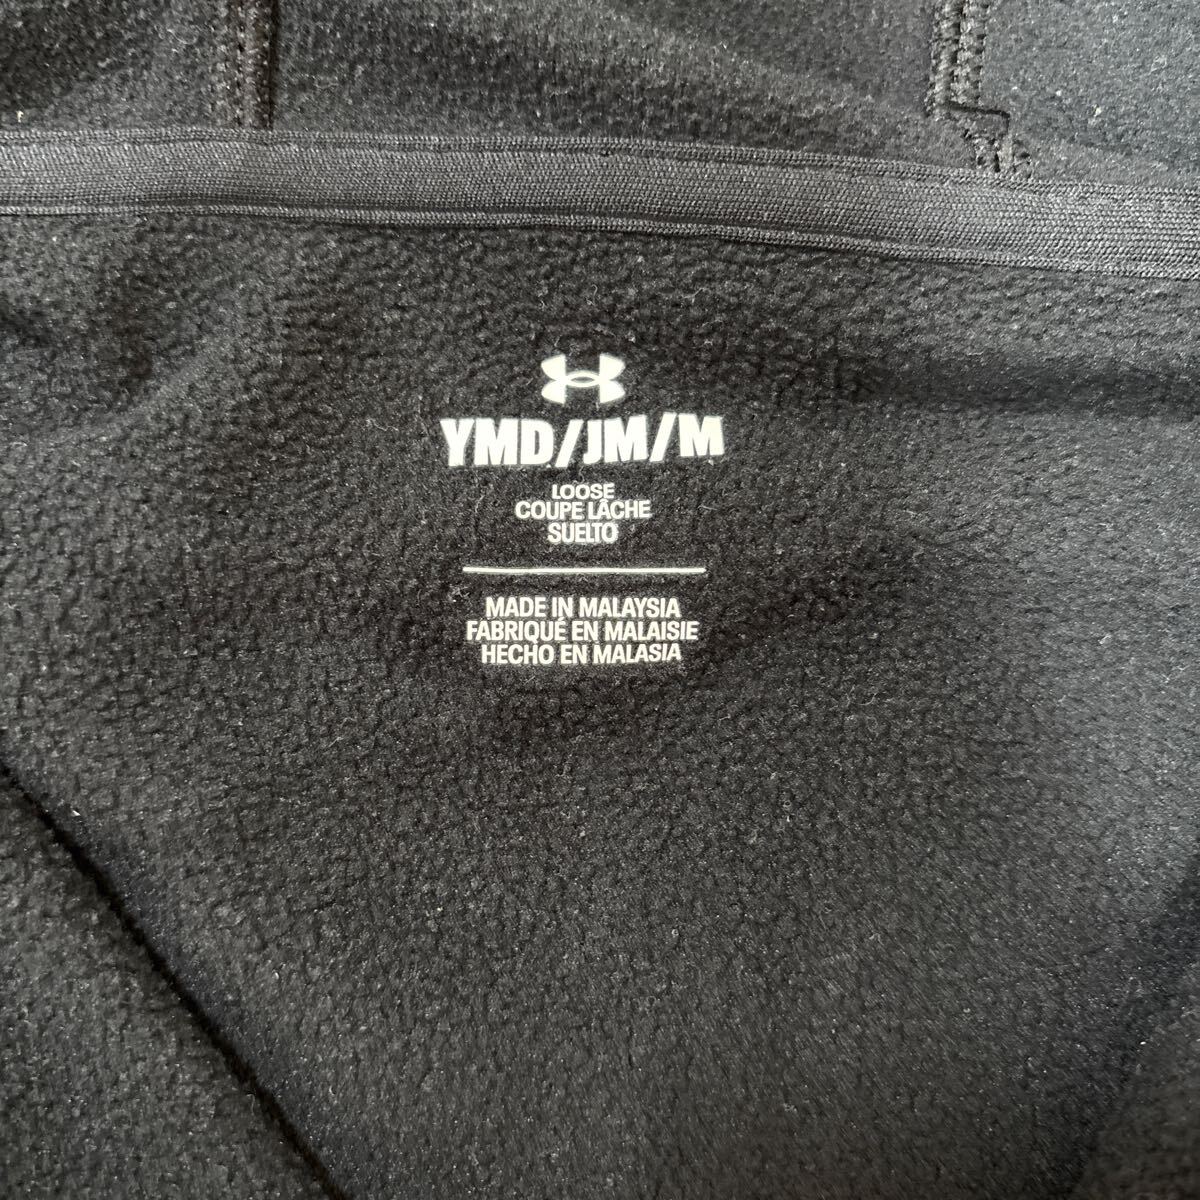 YMD/JM/M
LOOSE
COUPE LÂCHE
SUELTO
MADE IN MALAYSIA
FABRIQUÉ EN MALAISIE
HECHO EN MALASIA